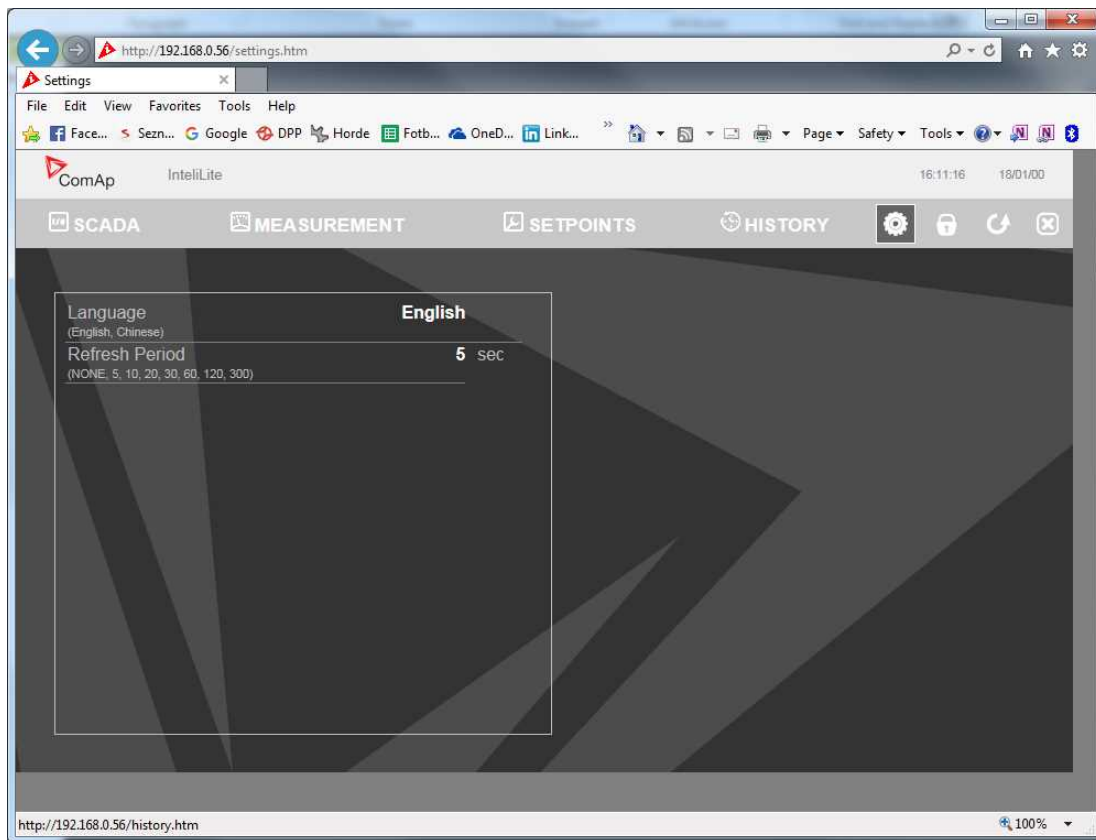 http://192.168.0.56/settings.htm
Settings
File Edit View Favorites Tools Help
Face... Sezn... Google DPP Horde Fotb... OneD... Link... Page Safety Tools
ComAp InteliLite 16:11:16 18/01/00
SCADA MEASUREMENT SETPOINTS HISTORY
Language English
(English, Chinese)
Refresh Period 5 sec
(NONE, 5, 10, 20, 30, 60, 120, 300)
http://192.168.0.56/history.htm 100%